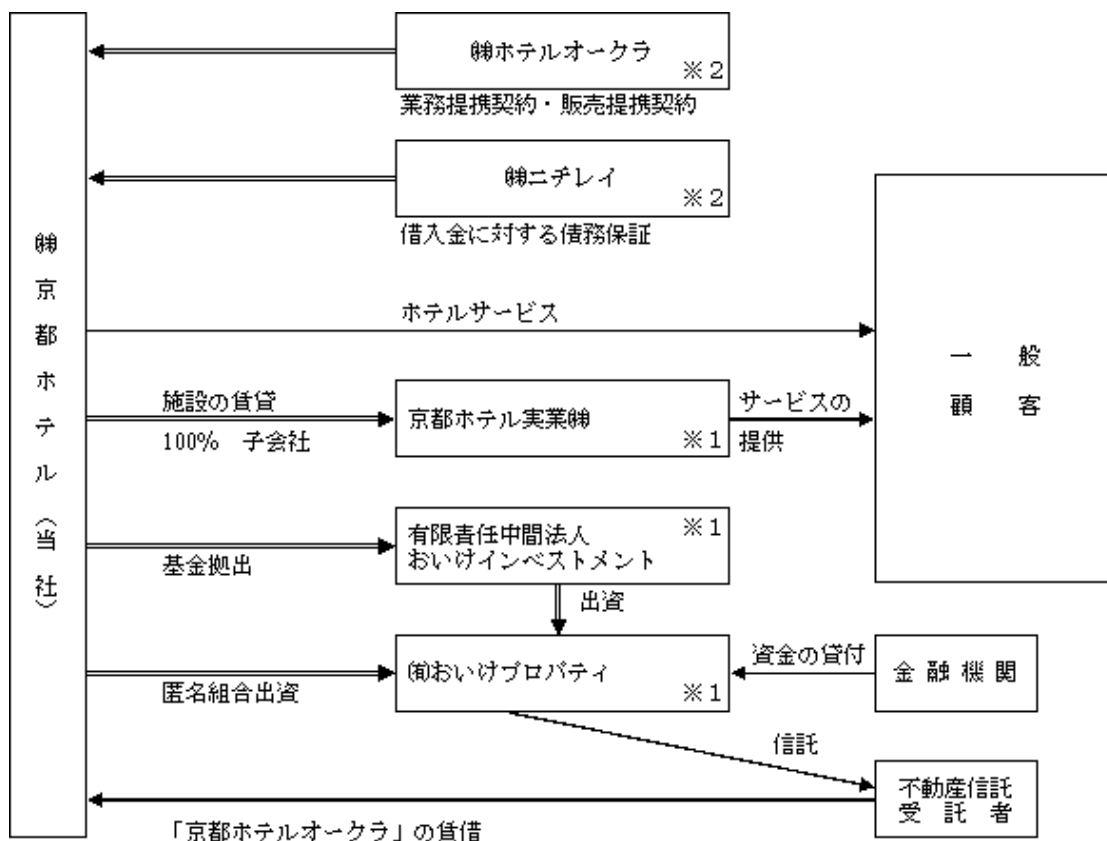 ㈱ホテルオークラ
※2
業務提携契約・販売提携契約
㈱ニチレイ
※2
借入金に対する債務保証
㈱京都ホテル(当社)
ホテルサービス
一般
顧客
施設の賃貸
100% 子会社
京都ホテル実業㈱
※1
サービスの
提供
基金拠出
有限責任中間法人
おいけインベストメント
※1
出資
匿名組合出資
㈲おいけプロパティ
※1
資金の貸付
金融機関
信託
不動産信託
受託者
「京都ホテルオークラ」の賃借